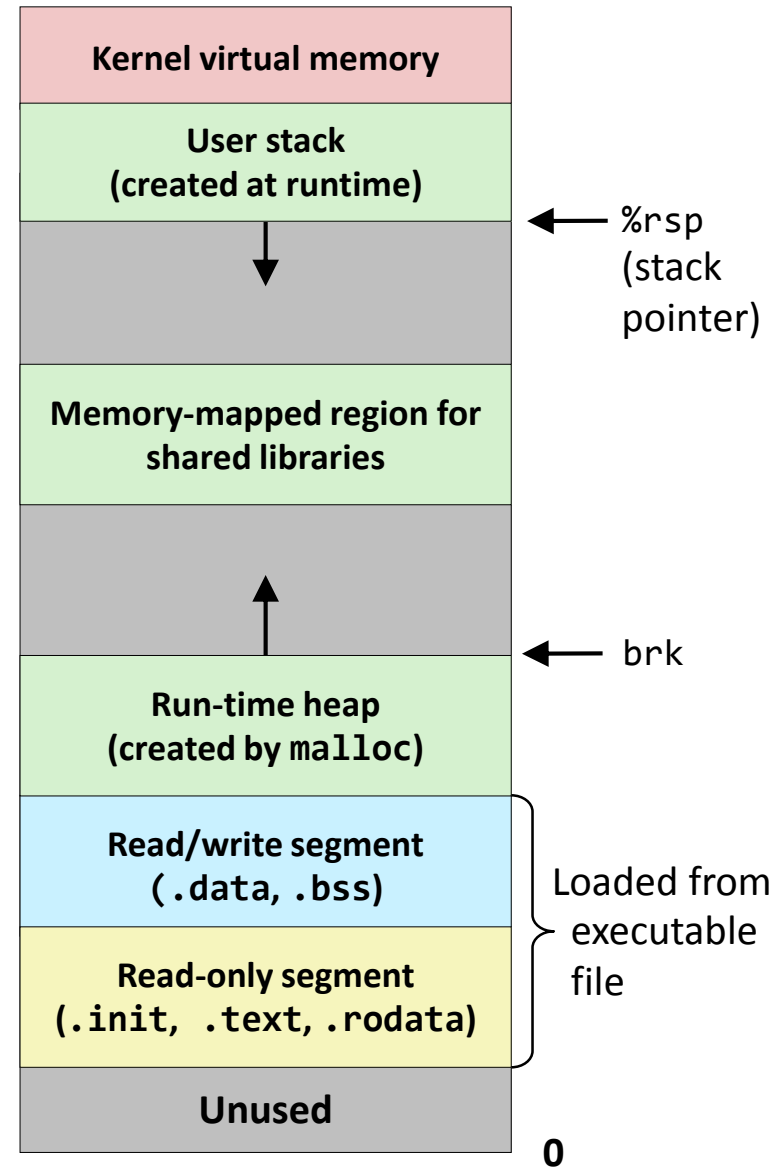 Kernel virtual memory
User stack
(created at runtime)
%rsp
(stack
pointer)
Memory-mapped region for
shared libraries
brk
Run-time heap
(created by malloc)
Read/write segment
(.data, .bss)
Loaded from
executable
file
Read-only segment
(.init, .text, .rodata)
Unused
0